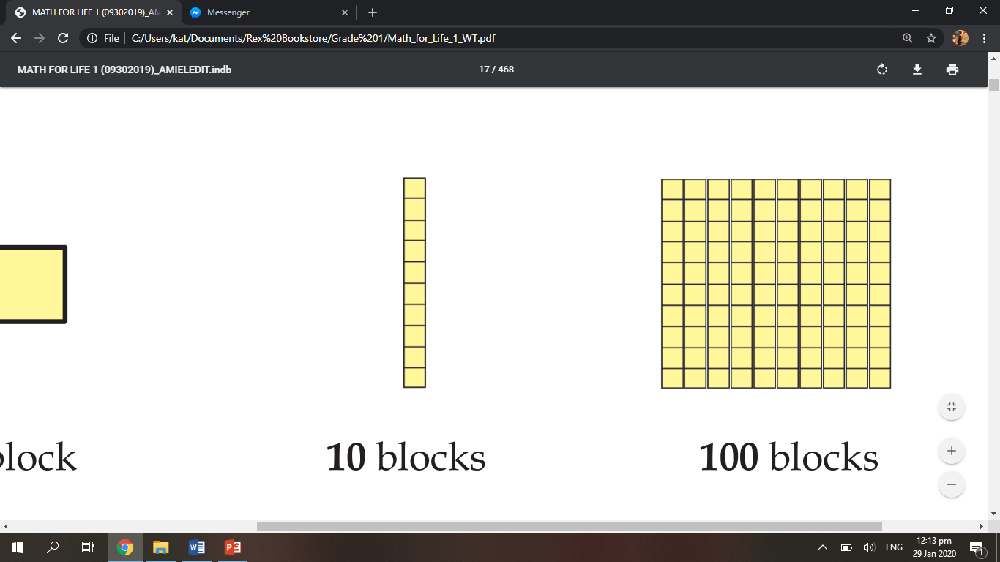 MATH FOR LIFE 1 (09302019)_AM
Messenger
File C:/Users/kat/Documents/Rex%20Bookstore/Grade%201/Math_for_Life_1_WT.pdf
MATH FOR LIFE 1 (09302019)_AMIELEDIT.indb 17 / 468
lock 10 blocks 100 blocks
ENG 12:13 pm
29 Jan 2020 1